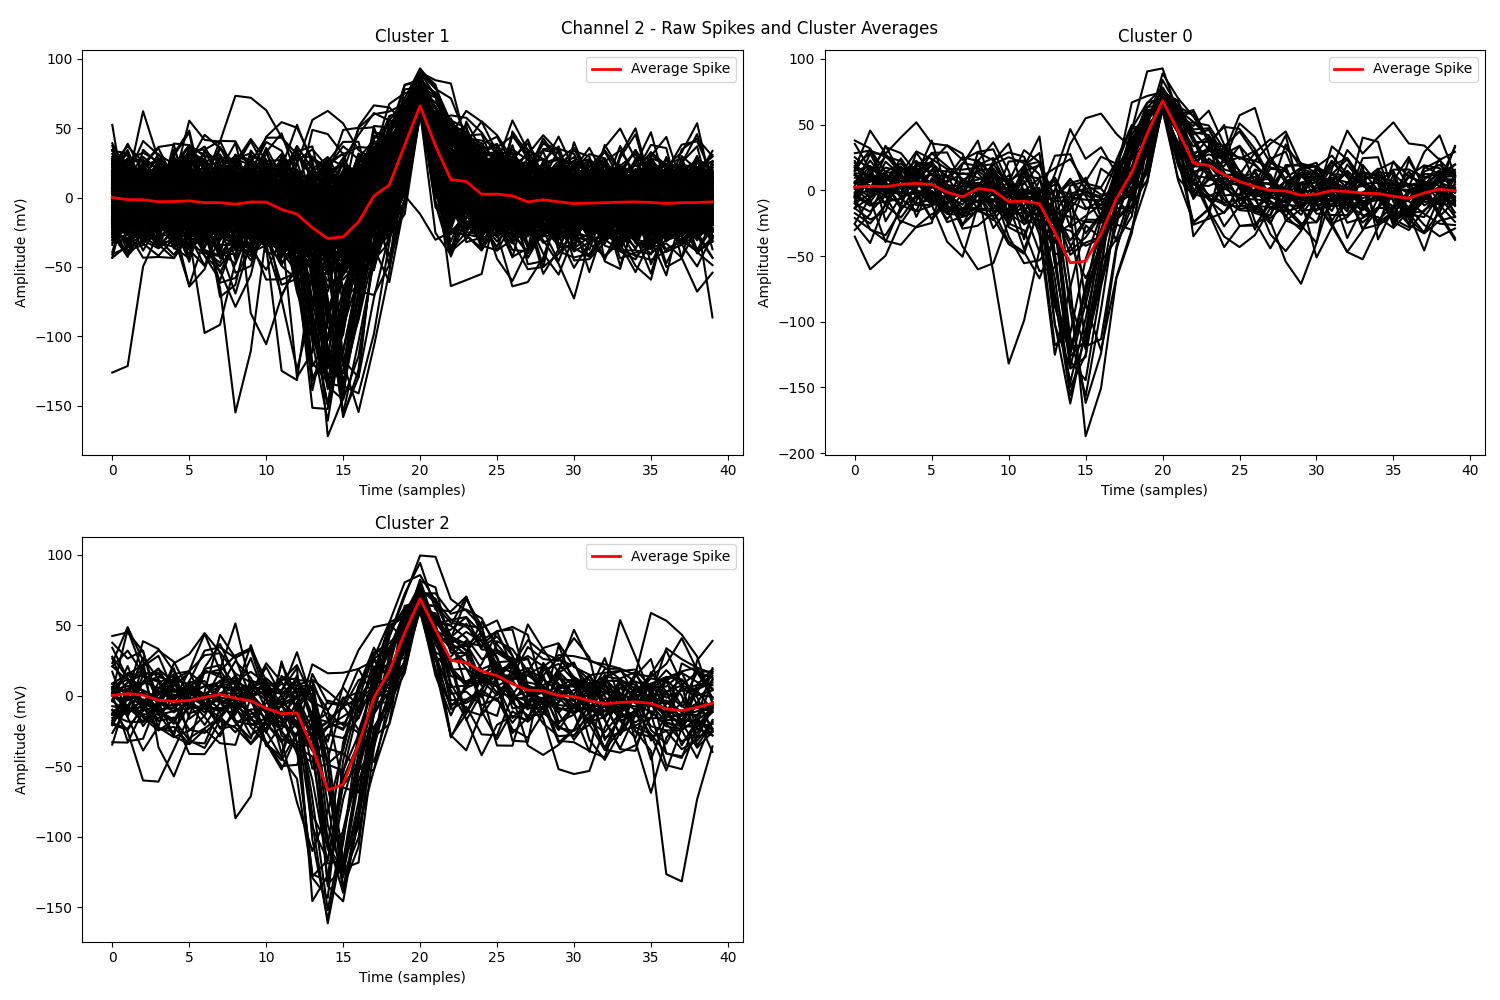 Channel 2 - Raw Spikes and Cluster Averages
Cluster 1
Average Spike
Amplitude (mV)
100
50
0
−50
−100
−150
0 5 10 15 20 25 30 35 40
Time (samples)
Cluster 0
Average Spike
Amplitude (mV)
100
50
0
−50
−100
−150
−200
0 5 10 15 20 25 30 35 40
Time (samples)
Cluster 2
Average Spike
Amplitude (mV)
100
50
0
−50
−100
−150
0 5 10 15 20 25 30 35 40
Time (samples)